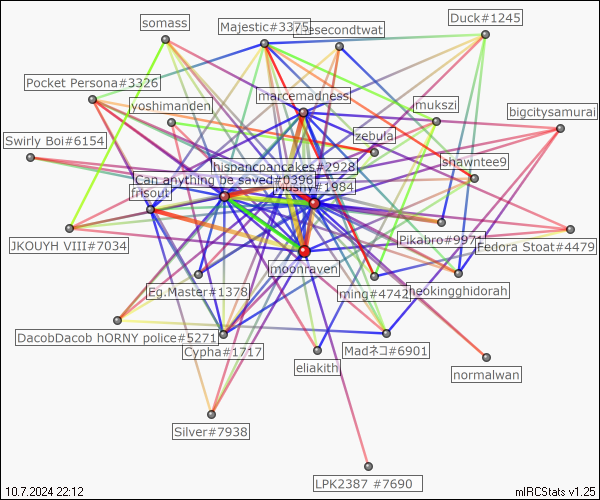 somass
Majestic#3375
thesecondtwat
Duck#1245
Pocket Persona#3326
yoshimanden
marcemadness
mukszi
bigcitysamurai
Swirly Boi#6154
zebula
shawntee9
hispancpancakes#2928
Can anything be saved#0396
Mushy#1984
frisout
JKOUYH VIII#7034
Pikabro#9971
Fedora Stoat#4479
moonraven
Eg.Master#1378
ming#4742
heokingghidorah
DacobDacob hORNY police#5271
Cypha#1717
Madネコ#6901
eliakith
normalwan
Silver#7938
LPK2387 #7690
10.7.2024 22:12
mIRCStats v1.25